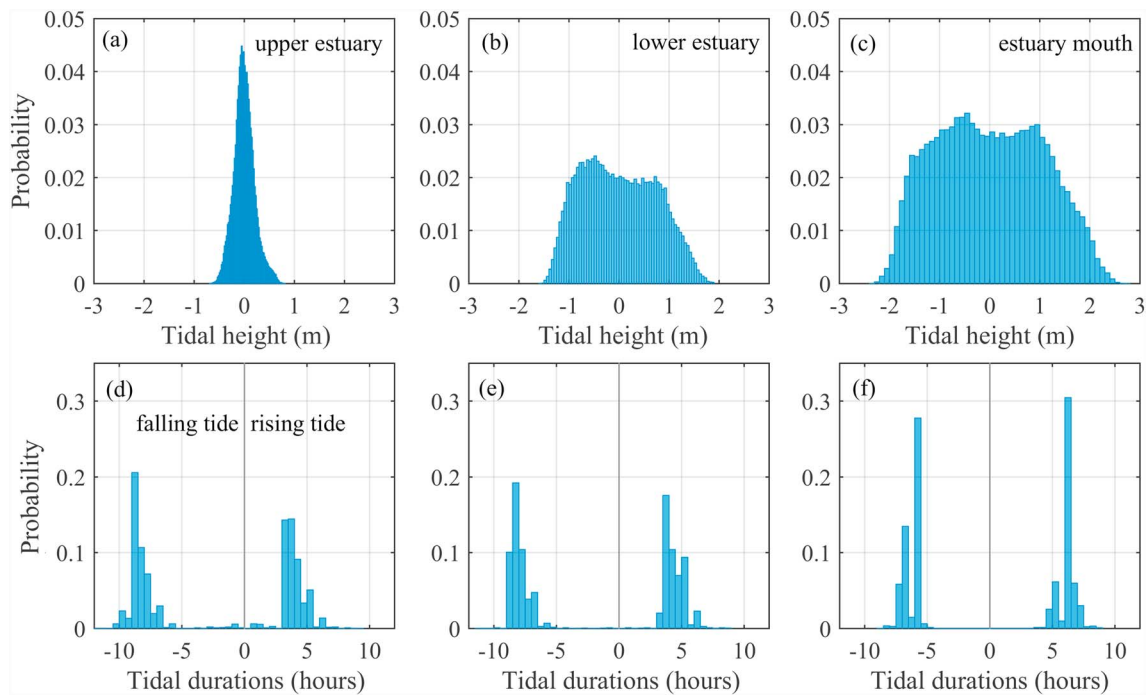 0.05
0.04
0.03
0.02
0.01
0
Probability
(a)
upper estuary
-3 -2 -1 0 1 2 3
Tidal height (m)
0.05
0.04
0.03
0.02
0.01
0
(b)
lower estuary
-3 -2 -1 0 1 2 3
Tidal height (m)
0.05
0.04
0.03
0.02
0.01
0
(c)
estuary mouth
-3 -2 -1 0 1 2 3
Tidal height (m)
0.3
0.2
0.1
0
Probability
(d)
falling tide rising tide
-10 -5 0 5 10
Tidal durations (hours)
0.3
0.2
0.1
0
(e)
-10 -5 0 5 10
Tidal durations (hours)
0.3
0.2
0.1
0
(f)
-10 -5 0 5 10
Tidal durations (hours)